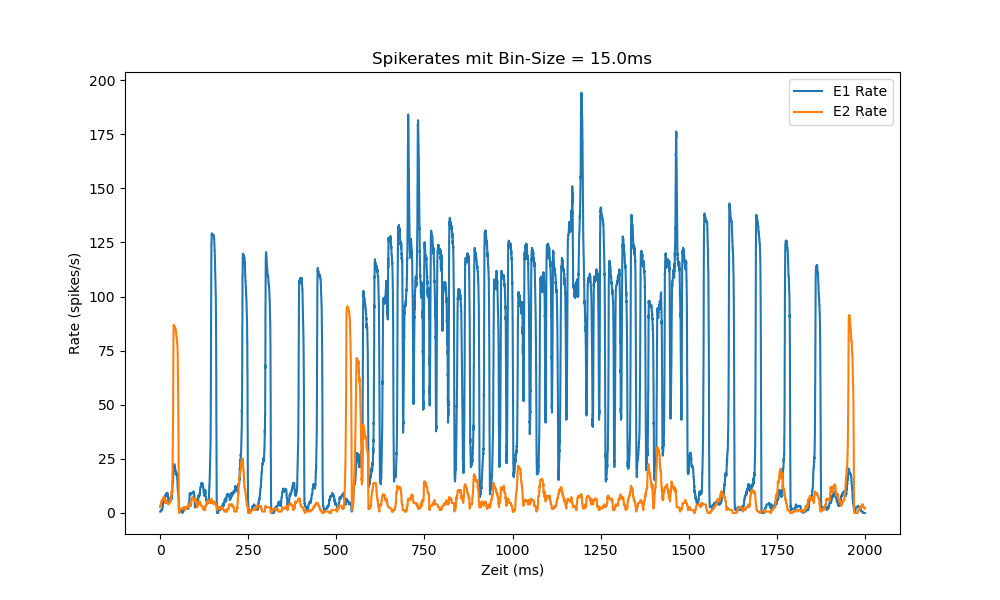 Spikerates mit Bin-Size = 15.0ms
E1 Rate
E2 Rate
Rate (spikes/s)
200
175
150
125
100
75
50
25
0
0 250 500 750 1000 1250 1500 1750 2000
Zeit (ms)